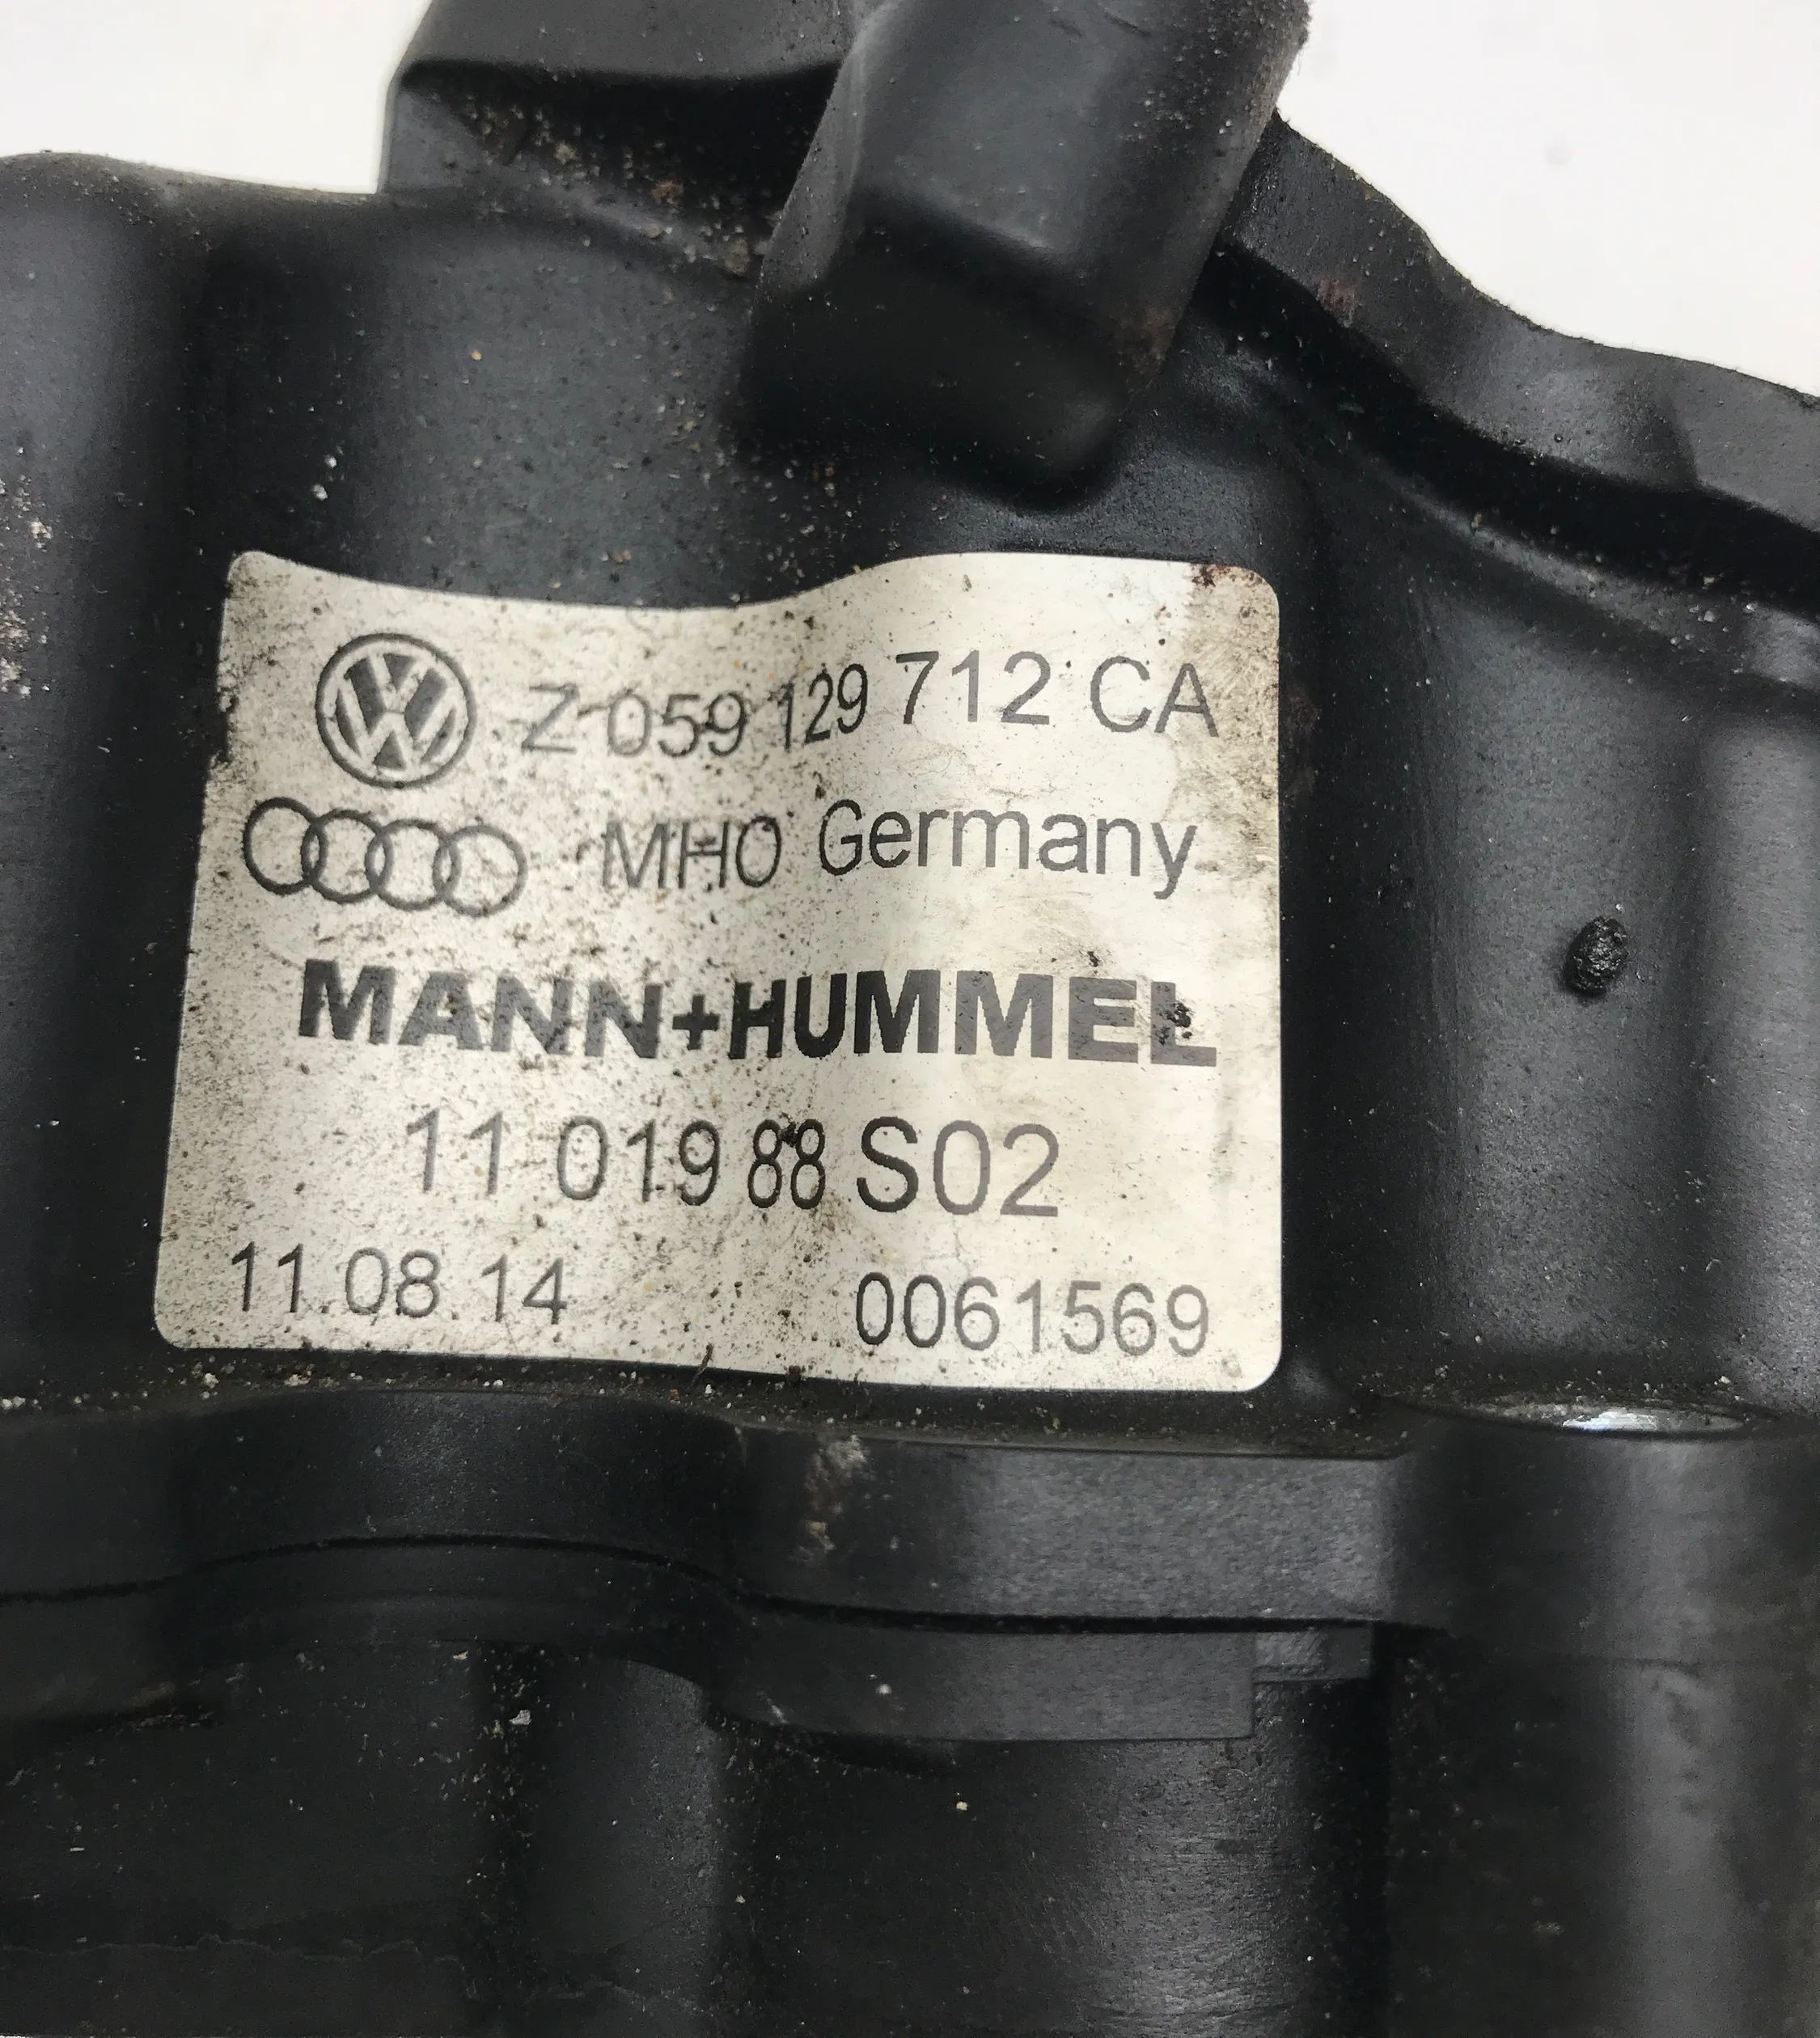 Z 059 129 712 CA
MHO Germany
MANN+HUMMEL
11 019 88 S02
11.08.14 0061569